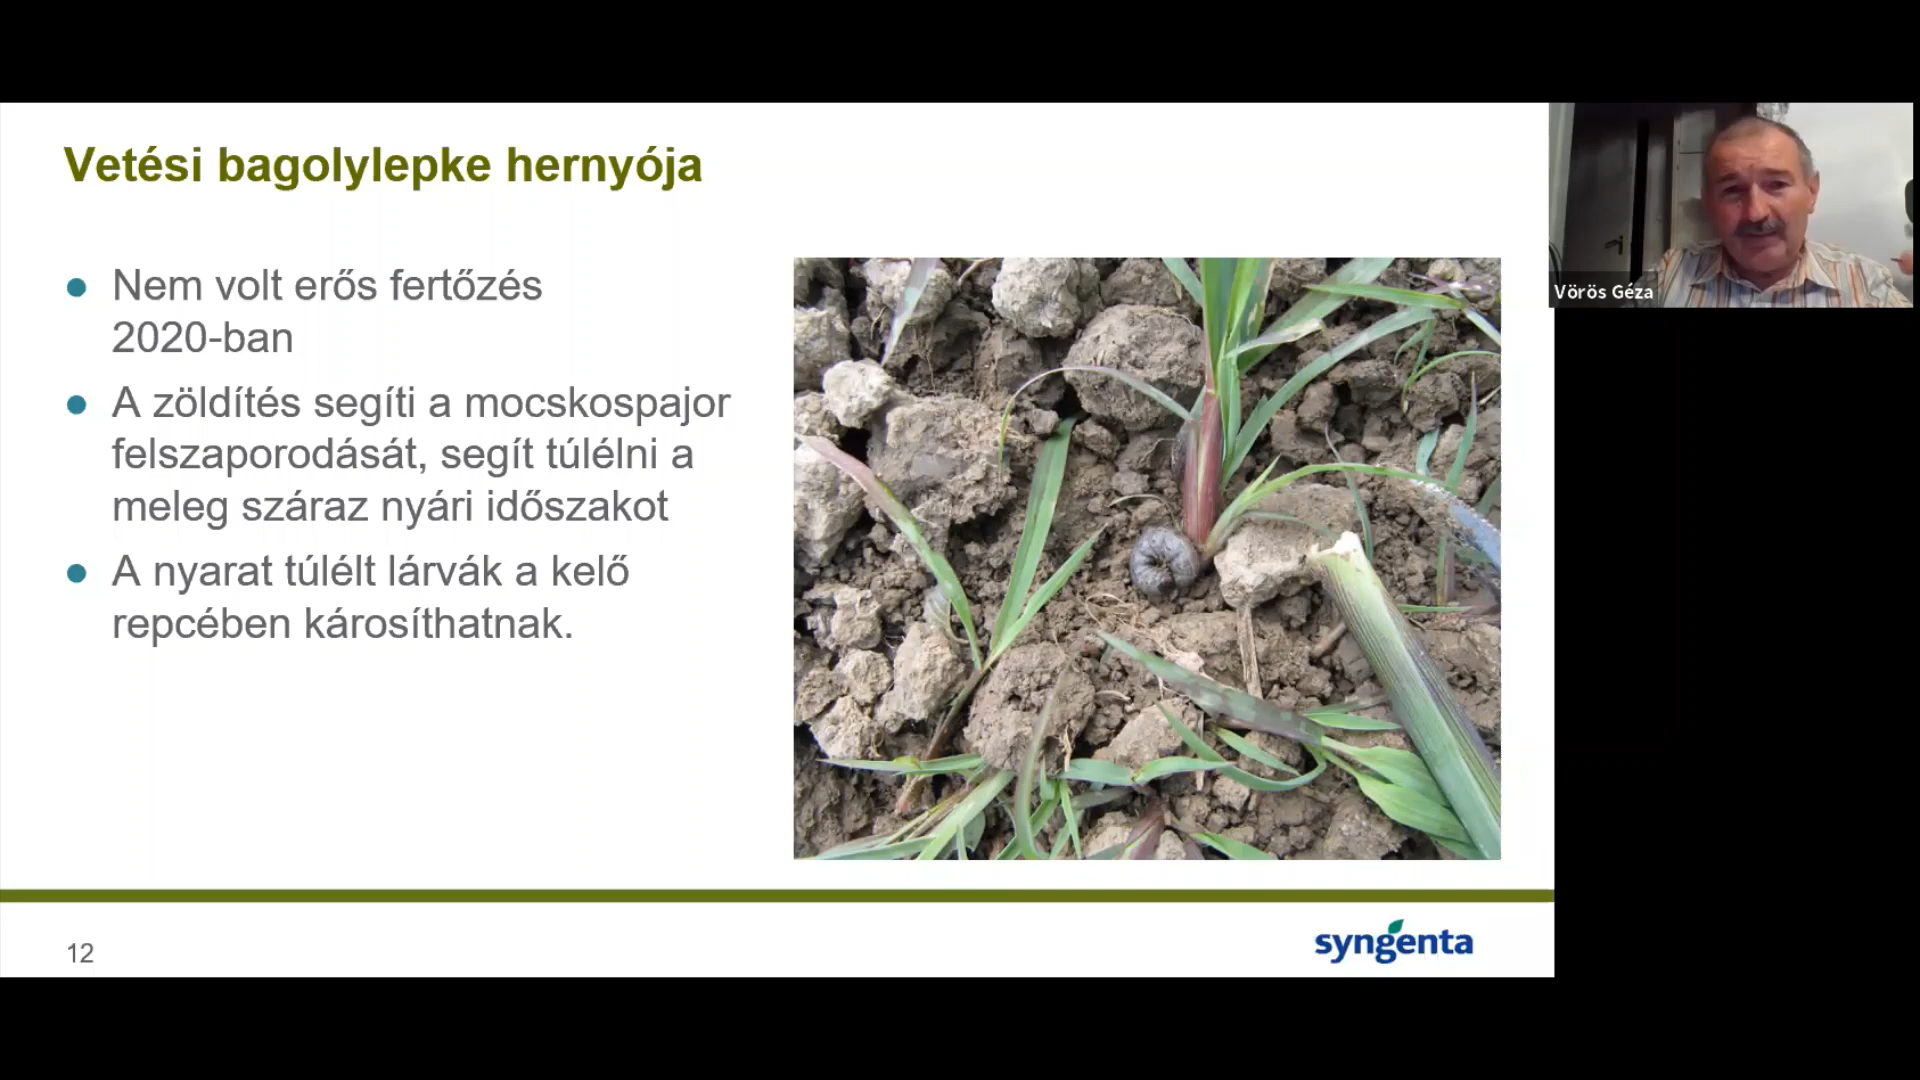 Vetési bagolylepke hernyója
Nem volt erős fertőzés
2020-ban
A zöldítés segíti a mocskospajor
felszaporodását, segít túlélni a
meleg száraz nyári időszakot
A nyarat túlélt lárvák a kelő
repcében károsíthatnak.
Vörös Géza
12
syngenta